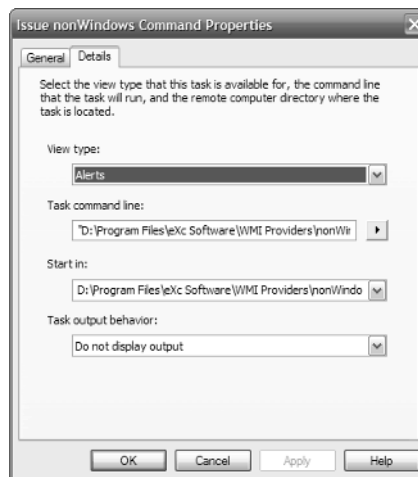 Issue nonWindows Command Properties
General Details
Select the view type that this task is available for, the command line
that the task will run, and the remote computer directory where the
task is located.
View type:
Alerts
Task command line:
"D:\Program Files\eXc Software\WMI Providers\nonWir
Start in:
D:\Program Files\eXc Software\WMI Providers\nonWindo
Task output behavior:
Do not display output
OK Cancel Apply Help